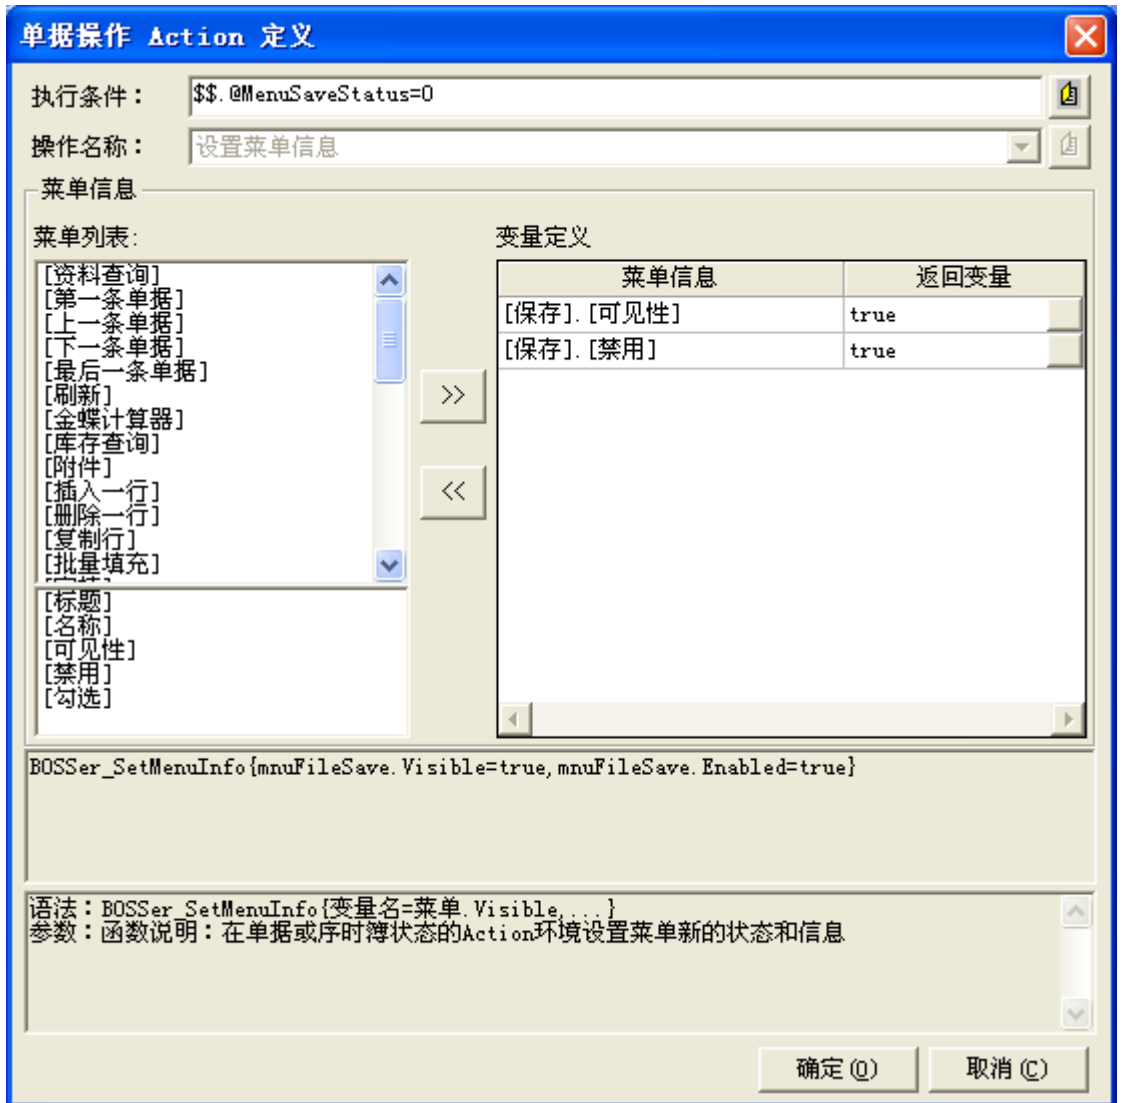 单据操作 Action 定义
执行条件：
$$.@MenuSaveStatus=0
操作名称：
设置菜单信息
菜单信息
菜单列表:
[资料查询]
[第一条单据]
[上一条单据]
[下一条单据]
[最后一条单据]
[刷新]
[金蝶计算器]
[库存查询]
[附件]
[插入一行]
[删除一行]
[复制行]
[批量填充]
[标题]
[名称]
[可见性]
[禁用]
[勾选]
>>
<<
变量定义
菜单信息 返回变量
[保存].[可见性] true
[保存].[禁用] true
BOSSer_SetMenuInfo{mnuFileSave.Visible=true,mnuFileSave.Enabled=true}
语法：BOSSer_SetMenuInfo{变量名=菜单.Visible,...}
参数：函数说明：在单据或序时簿状态的Action环境设置菜单新的状态和信息
确定(O) 取消(C)